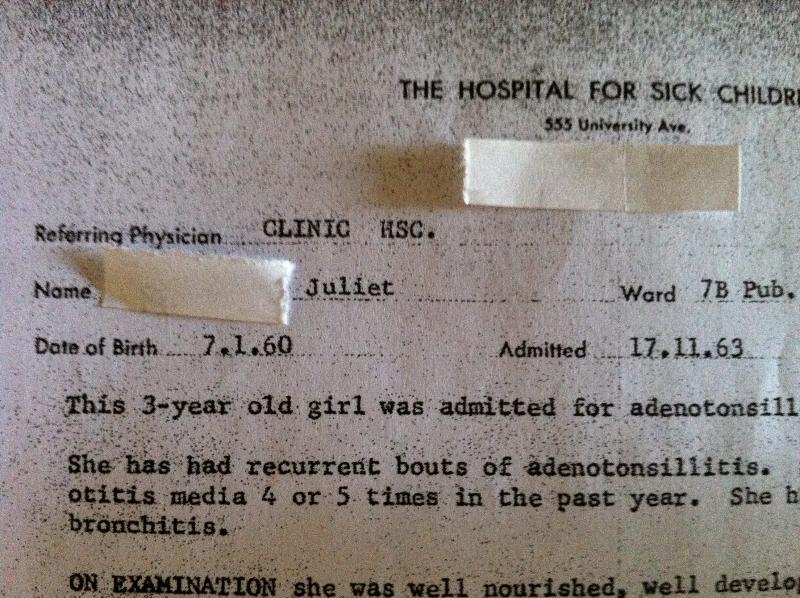 THE HOSPITAL FOR SICK CHILDR
555 University Ave.
Referring Physician CLINIC HSC.
Name Juliet Ward 7B Pub.
Date of Birth 7.1.60 Admitted 17.11.63
This 3-year old girl was admitted for adenotonsill
She has had recurrent bouts of adenotonsillitis.
otitis media 4 or 5 times in the past year. She h
bronchitis.
ON EXAMINATION she was well nourished, well develo